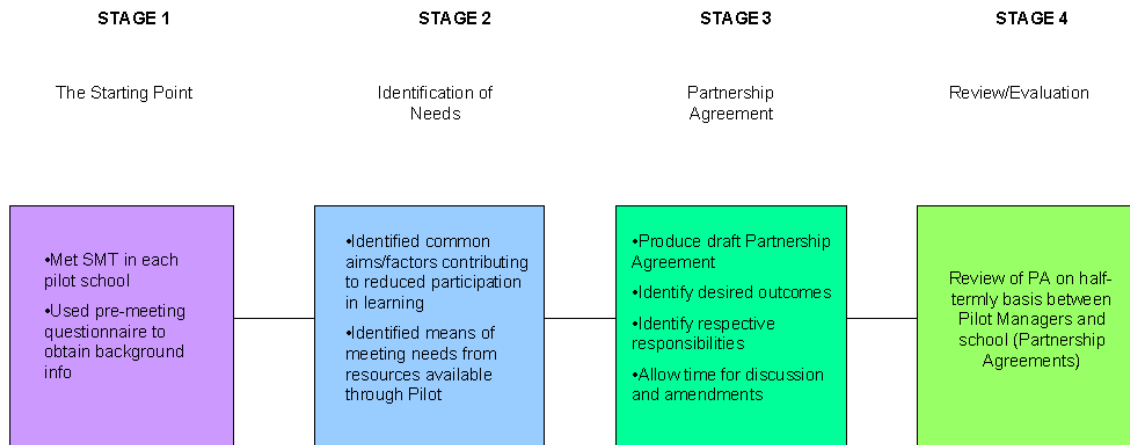 STAGE 1
STAGE 2
STAGE 3
STAGE 4
The Starting Point
Identification of
Needs
Partnership
Agreement
Review/Evaluation
•Met SMT in each
pilot school
•Used pre-meeting
questionnaire to
obtain background
info
•Identified common
aims/factors contributing
to reduced participation
in learning
•Identified means of
meeting needs from
resources available
through Pilot
•Produce draft Partnership
Agreement
•Identify desired outcomes
•Identify respective
responsibilities
•Allow time for discussion
and amendments
Review of PA on half-
termly basis between
Pilot Managers and
school (Partnership
Agreements)